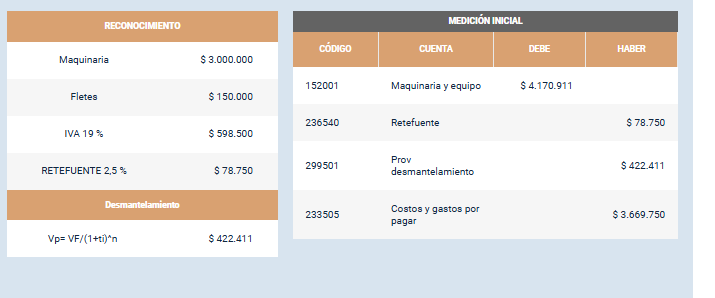 RECONOCIMIENTO
Maquinaria $ 3.000.000
Fletes $ 150.000
IVA 19 % $ 598.500
RETEFUENTE 2,5 % $ 78.750
Desmantelamiento
Vp= VF/(1+ti)^n $ 422.411
MEDICIÓN INICIAL
CÓDIGO CUENTA DEBE HABER
152001 Maquinaria y equipo $ 4.170.911
236540 Retefuente $ 78.750
299501 Prov
desmantelamiento $ 422.411
233505 Costos y gastos por
pagar $ 3.669.750